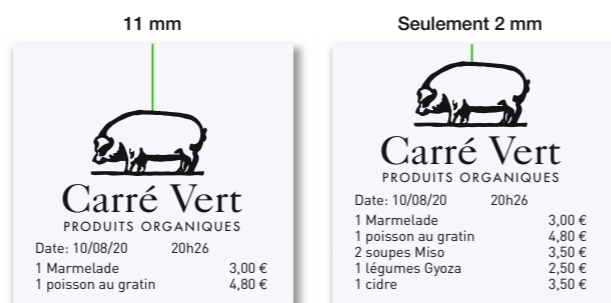 11 mm
Carré Vert
PRODUITS ORGANIQUES
Date: 10/08/20 20h26
1 Marmelade 3,00 €
1 poisson au gratin 4,80 €
Seulement 2 mm
Carré Vert
PRODUITS ORGANIQUES
Date: 10/08/20 20h26
1 Marmelade 3,00 €
1 poisson au gratin 4,80 €
2 soupes Miso 3,50 €
1 légumes Gyoza 2,50 €
1 cidre 3,50 €